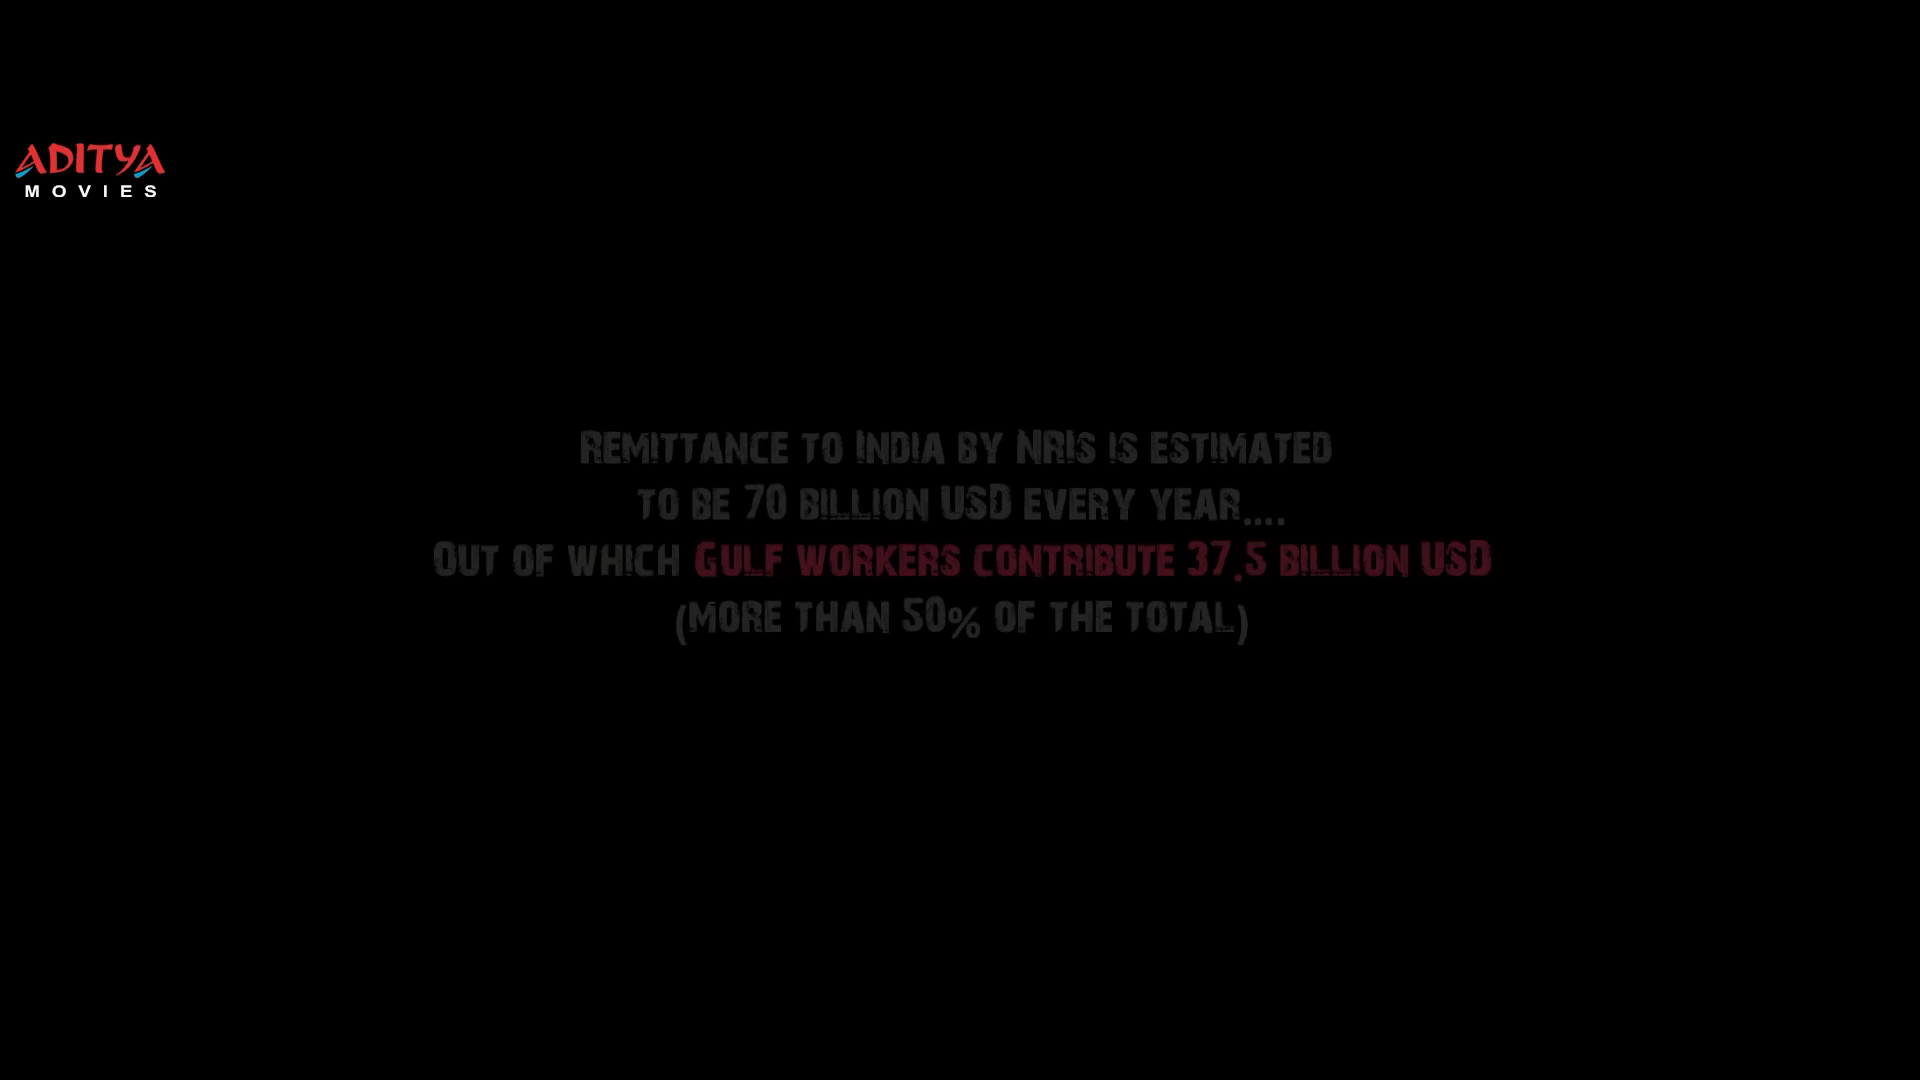 ADITYA
MOVIES
Remittance to India by NRIs is estimated
to be 70 billion USD every year....
Out of which Gulf workers contribute 37.5 billion USD
(more than 50% of the total)